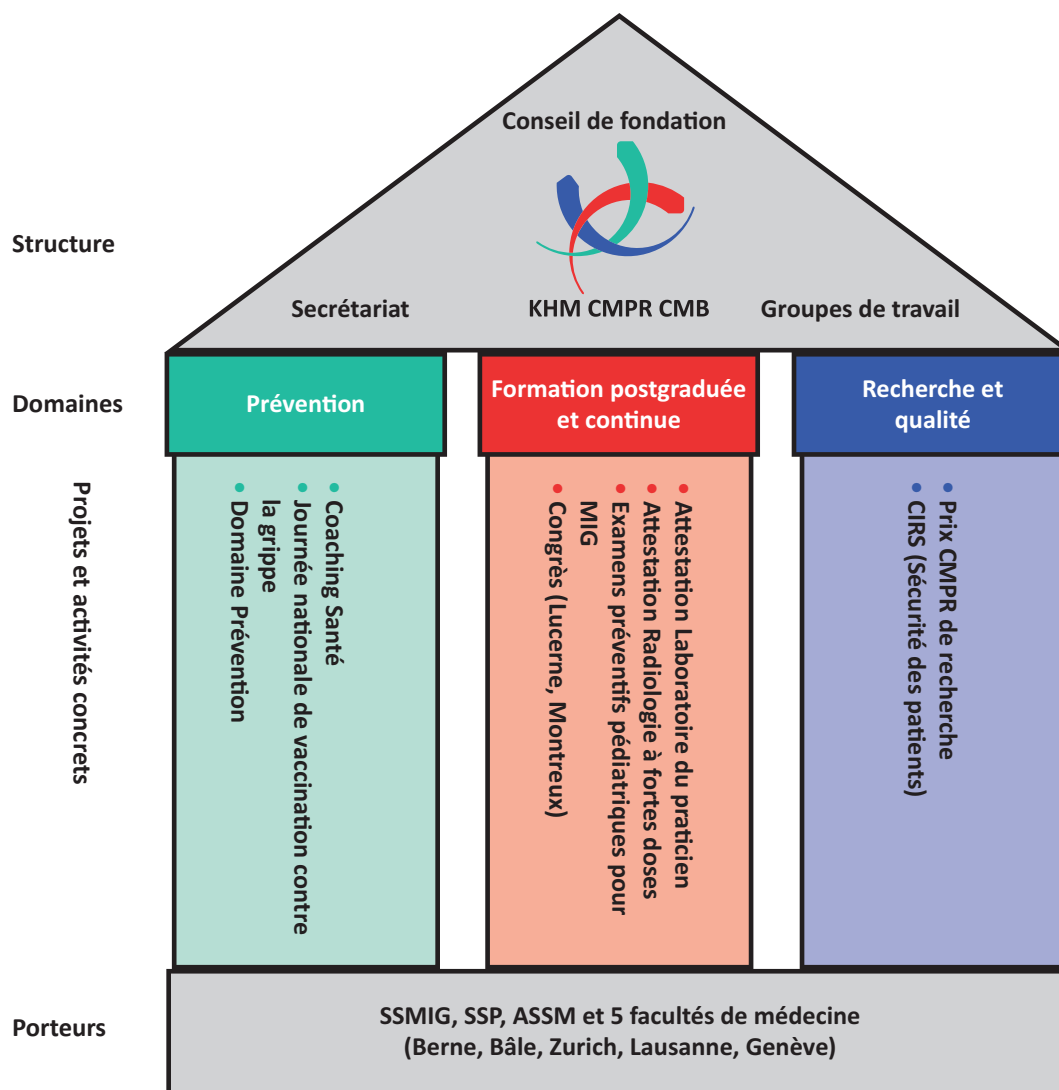 Conseil de fondation
Structure
Secrétariat
KHM CMPR CMB
Groupes de travail
Domaines
Prévention
Formation postgraduée
et continue
Recherche et
qualité
Projets et activités concrets
• Coaching Santé
• Journée nationale de vaccination contre
la grippe
• Domaine Prévention
• Attestation Laboratoire du praticien
• Attestation Radiologie à fortes doses
• Examens préventifs pédiatriques pour
MIG
• Congrès (Lucerne, Montreux)
• Prix CMPR de recherche
• CIRS (Sécurité des patients)
Porteurs
SSMIG, SSP, ASSM et 5 facultés de médecine
(Berne, Bâle, Zurich, Lausanne, Genève)